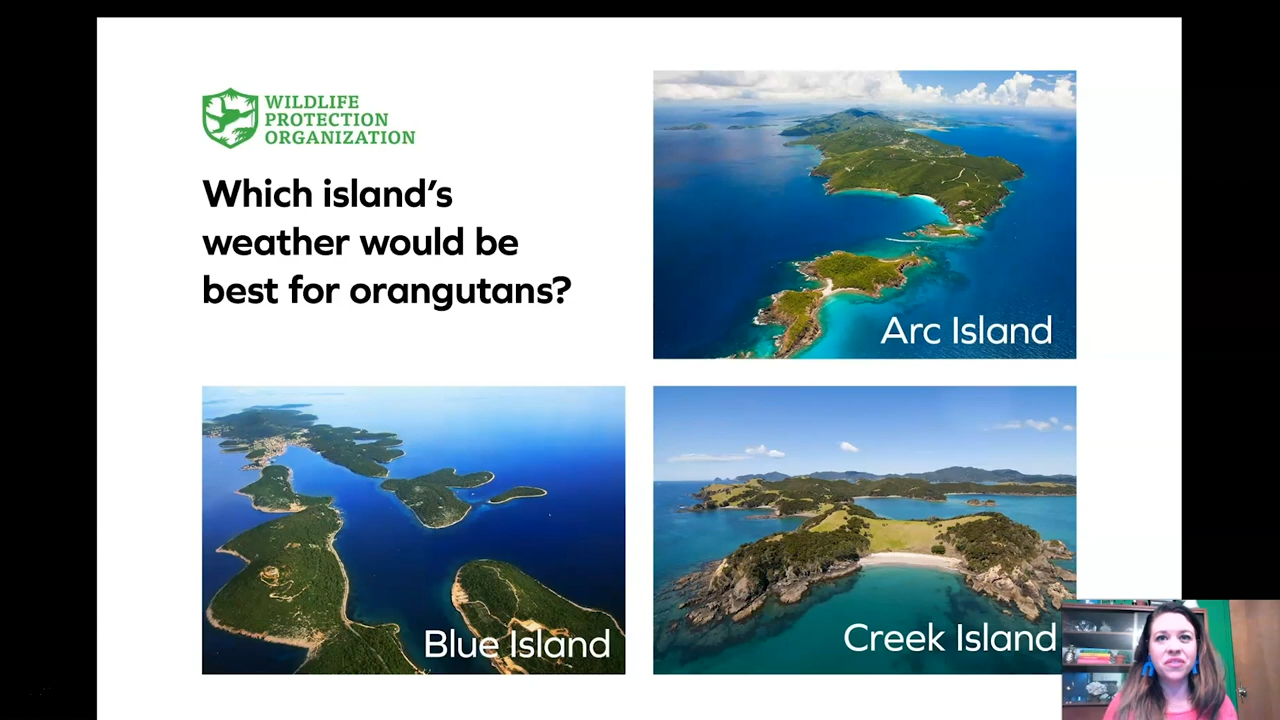 WILDLIFE
PROTECTION
ORGANIZATION
Which island’s
weather would be
best for orangutans?
Arc Island
Blue Island
Creek Island